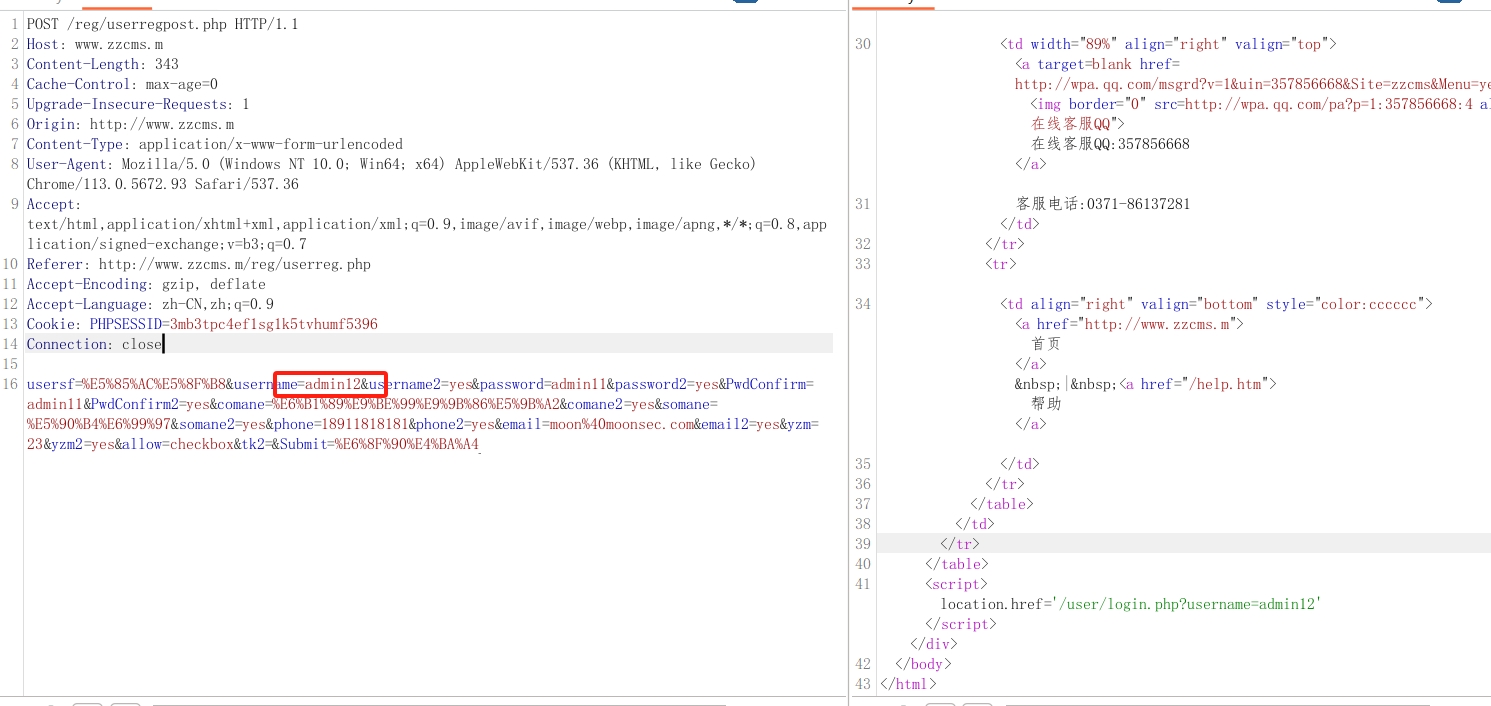 1 POST /reg/userregpost.php HTTP/1.1
2 Host: www.zzcms.m
3 Content-Length: 343
4 Cache-Control: max-age=0
5 Upgrade-Insecure-Requests: 1
6 Origin: http://www.zzcms.m
7 Content-Type: application/x-www-form-urlencoded
8 User-Agent: Mozilla/5.0 (Windows NT 10.0; Win64; x64) AppleWebKit/537.36 (KHTML, like Gecko)
Chrome/113.0.5672.93 Safari/537.36
9 Accept:
text/html,application/xhtml+xml,application/xml;q=0.9,image/avif,image/webp,image/apng,*/*;q=0.8,app
lication/signed-exchange;v=b3;q=0.7
10 Referer: http://www.zzcms.m/reg/userreg.php
11 Accept-Encoding: gzip, deflate
12 Accept-Language: zh-CN,zh;q=0.9
13 Cookie: PHPSESSID=3mb3tpc4ef1sg1k5tvhumf5396
14 Connection: close
15
16 usersf=%E5%85%AC%E5%8F%B8&username=admin12&username2=yes&password=admin11&password2=yes&PwdConfirm=
admin11&PwdConfirm2=yes&comane=%E6%B1%89%E9%BE%99%E9%9B%86%E5%9B%A2&comane2=yes&somane=
%E5%90%B4%E6%99%97&somane2=yes&phone=18911818181&phone2=yes&email=moon%40moonsec.com&email2=yes&yzm=
23&yzm2=yes&allow=checkbox&tk2=&Submit=%E6%8F%90%E4%BA%A4
30 <td width="89%" align="right" valign="top">
<a target=blank href=
http://wpa.qq.com/msgrd?v=1&uin=357856668&Site=zzcms&Menu=ye
<img border="0" src=http://wpa.qq.com/pa?p=1:357856668:4 al
在线客服QQ">
在线客服QQ:357856668
</a>
31 客服电话:0371-86137281
</td>
32 </tr>
33 <tr>
34 <td align="right" valign="bottom" style="color:cccccc">
<a href="http://www.zzcms.m">
首页
</a>
&nbsp;|&nbsp;<a href="/help.htm">
帮助
</a>
35 </td>
36 </tr>
37 </table>
38 </td>
39 </tr>
40 </table>
41 <script>
location.href='/user/login.php?username=admin12'
</script>
</div>
42 </body>
43 </html>